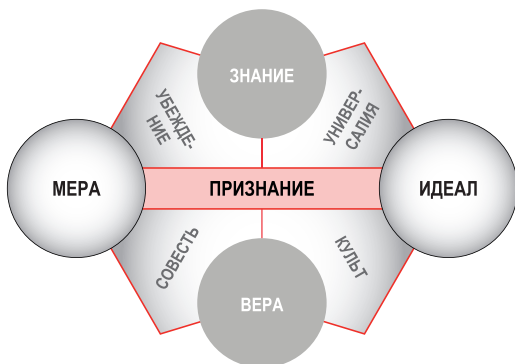 ЗНАНИЕ
УБЕЖДЕ-
НИЕ
УНИВЕР-
САЛИЯ
МЕРА
ПРИЗНАНИЕ
ИДЕАЛ
СОВЕСТЬ
КУЛЬТ
ВЕРА